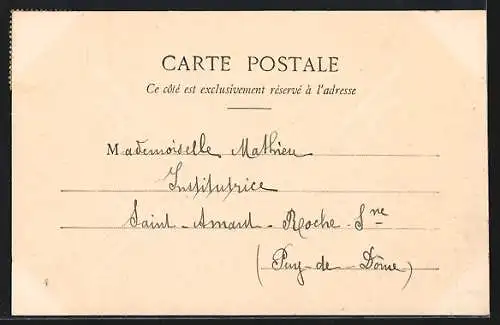 CARTE POSTALE
Ce côté est exclusivement réservé à l'adresse
Mademoiselle Mathieu
Institutrice
Saint-Amant-Roche-Sne
(Puy-de-Dôme)